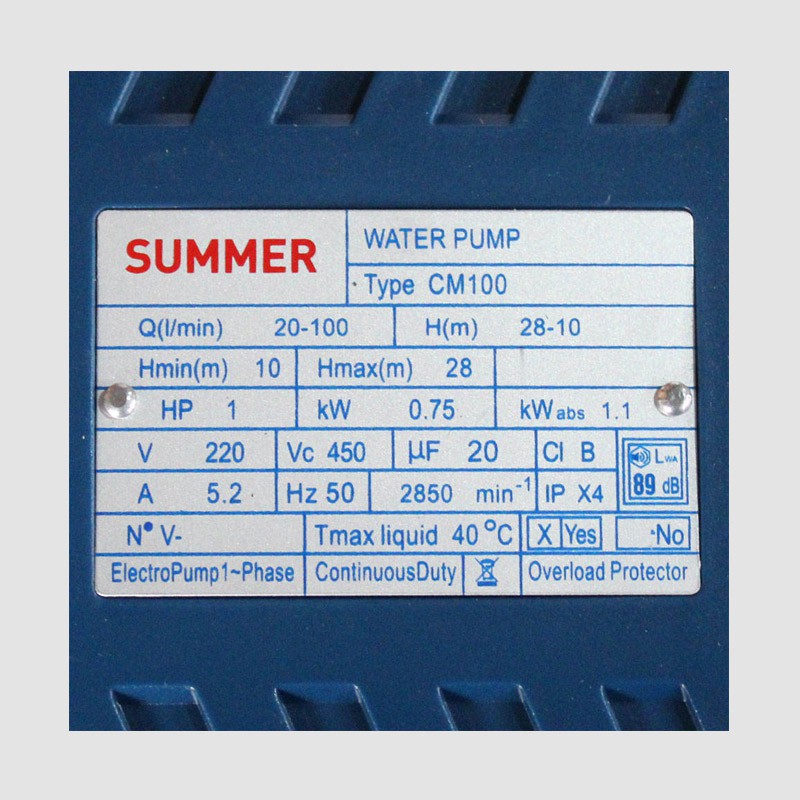 SUMMER
WATER PUMP
Type CM100
Q(l/min) 20-100 H(m) 28-10
Hmin(m) 10 Hmax(m) 28
HP 1 kW 0.75 kWabs 1.1
V 220 Vc 450 µF 20 Cl B LWA
A 5.2 Hz 50 2850 min⁻¹ IP X4 89 dB
N° V-
Tmax liquid 40 °C X Yes -No
ElectroPump1~Phase ContinuousDuty Overload Protector